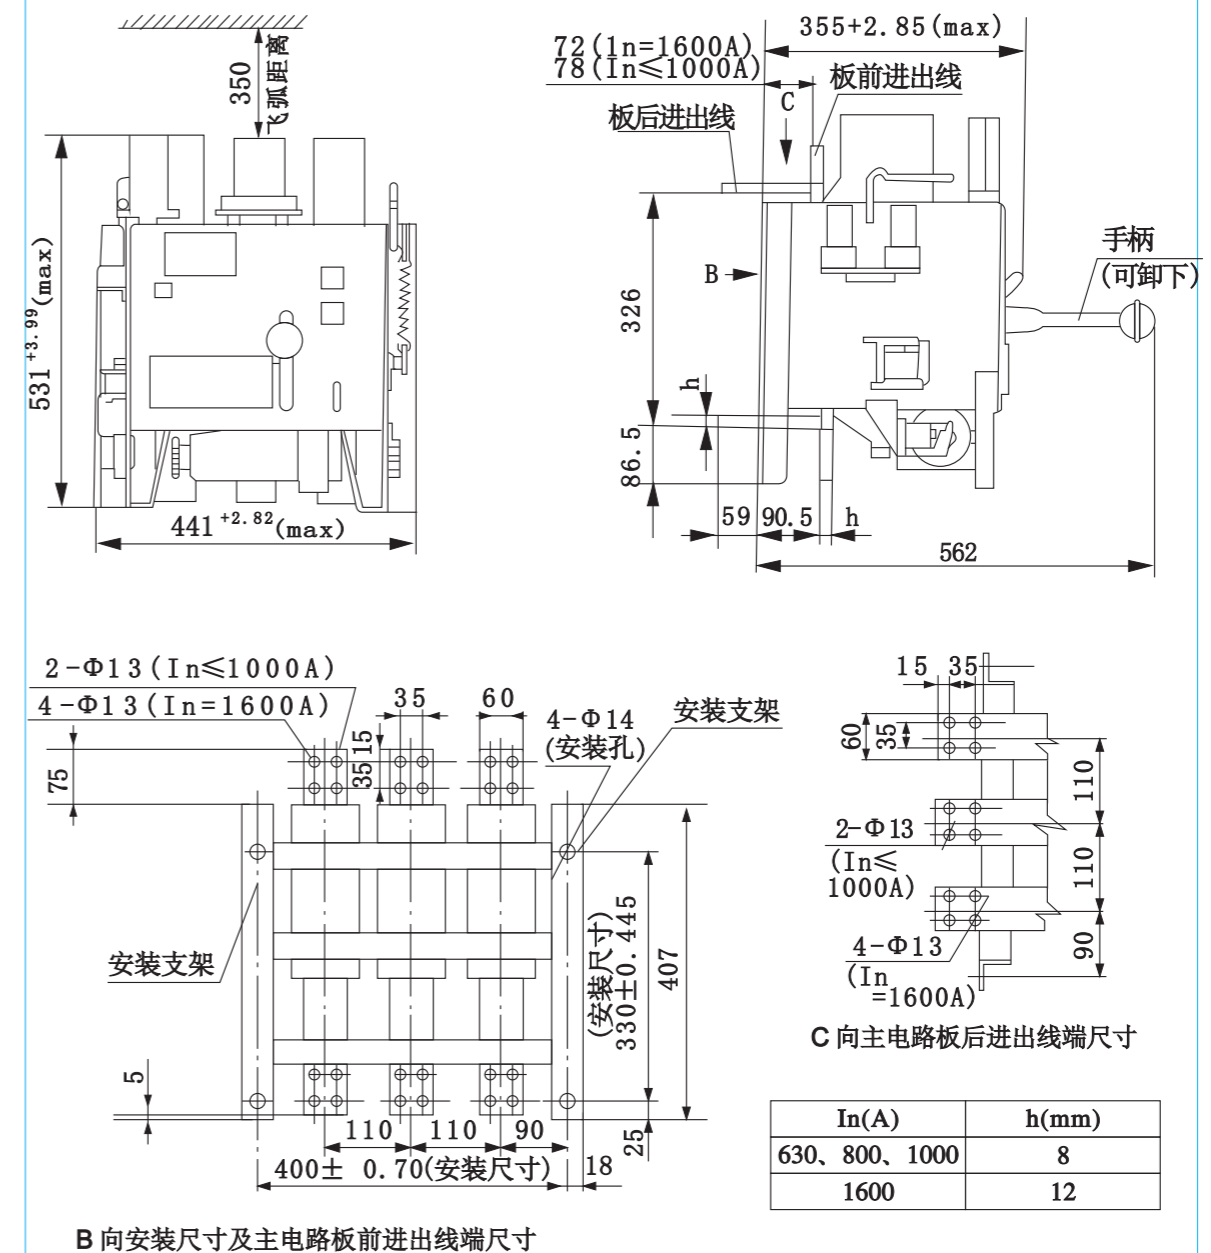 350
飞弧距离
531 +3.99(max)
441 +2.82(max)
355+2.85(max)
72(1n=1600A)
78(In≤1000A)
板前进出线
C
板后进出线
手柄
(可卸下)
B
326
h
86.5
59
90.5
h
562
2-Φ13(In≤1000A)
4-Φ13(In=1600A)
35
60
15
35
75
4-Φ14
(安装孔)
安装支架
安装支架
(安装尺寸)
330±0.445
407
5
110
110
90
25
400± 0.70(安装尺寸)
18
B 向安装尺寸及主电路板前进出线端尺寸
15
35
60
35
110
2-Φ13
(In≤
1000A)
110
4-Φ13
(In
=1600A)
90
C 向主电路板后进出线端尺寸
In(A) h(mm)
630、800、1000 8
1600 12